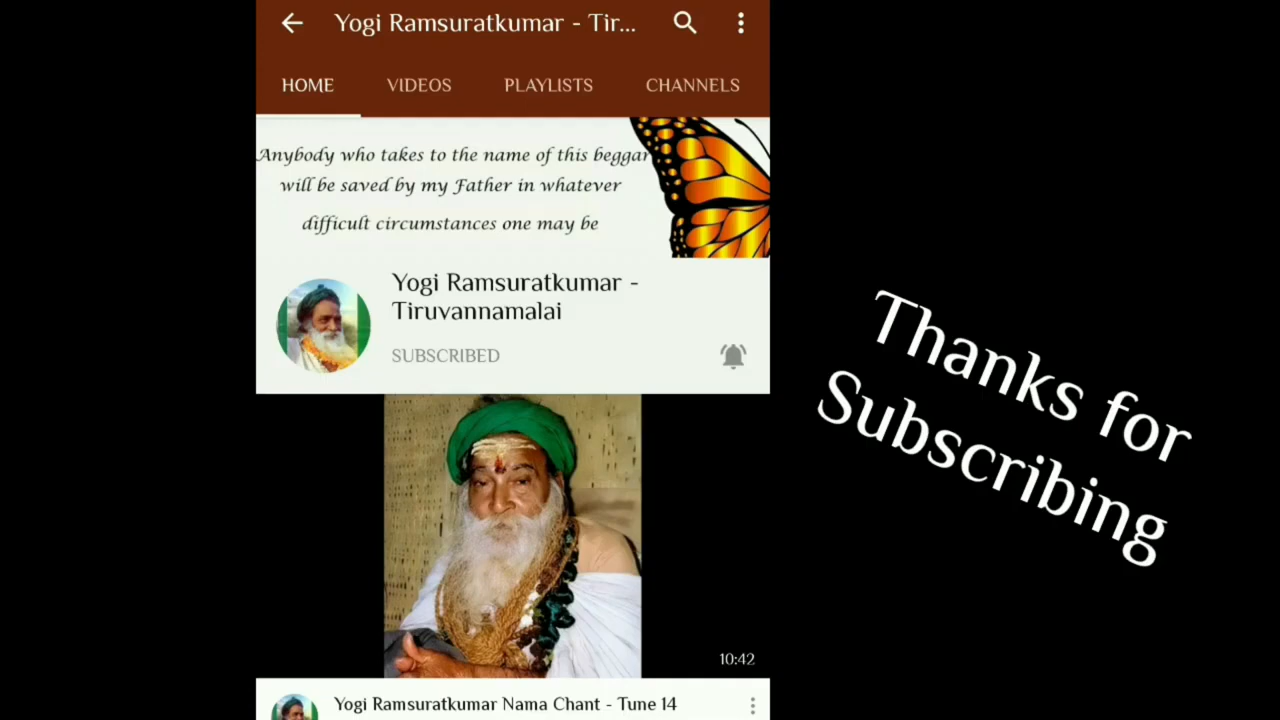 Yogi Ramsuratkumar - Tir...
HOME VIDEOS PLAYLISTS CHANNELS
Anybody who takes to the name of this beggar
will be saved by my Father in whatever
difficult circumstances one may be
Yogi Ramsuratkumar -
Tiruvannamalai
SUBSCRIBED
10:42
Yogi Ramsuratkumar Nama Chant - Tune 14
Thanks for
Subscribing